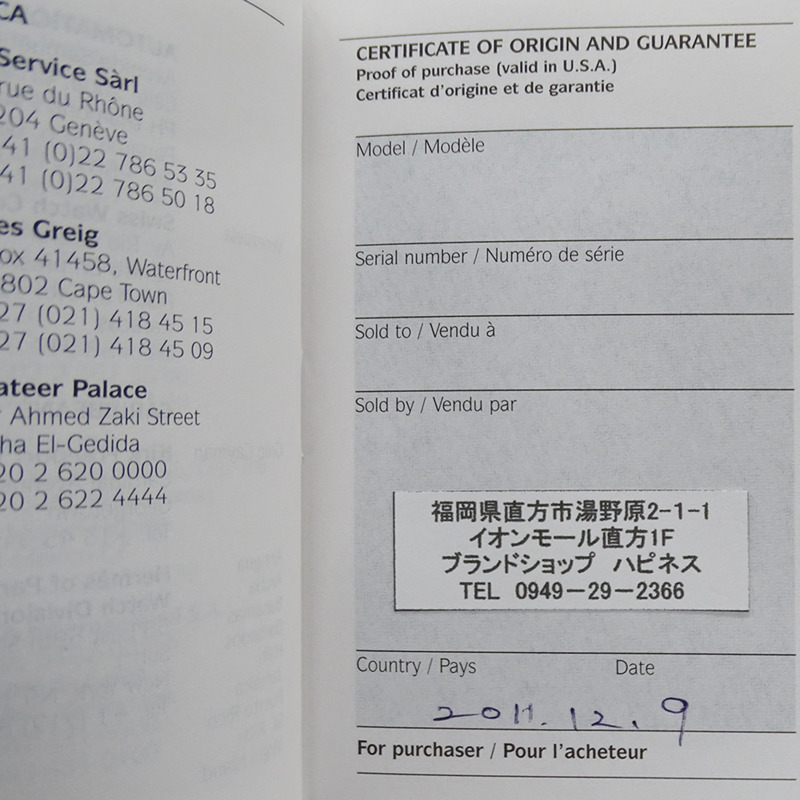 CA
Service Sàrl
rue du Rhône
204 Genève
41 (0)22 786 53 35
41 (0)22 786 50 18
es Greig
ox 41458, Waterfront
802 Cape Town
27 (021) 418 45 15
27 (021) 418 45 09
ateer Palace
r Ahmed Zaki Street
ha El-Gedida
20 2 620 0000
20 2 622 4444
CERTIFICATE OF ORIGIN AND GUARANTEE
Proof of purchase (valid in U.S.A.)
Certificat d'origine et de garantie
Model / Modèle
Serial number / Numéro de série
Sold to / Vendu à
Sold by / Vendu par
福岡県直方市湯野原2-1-1
イオンモール直方1F
ブランドショップ ハピネス
TEL 0949-29-2366
Country / Pays Date
2011.12.9
For purchaser / Pour l'acheteur